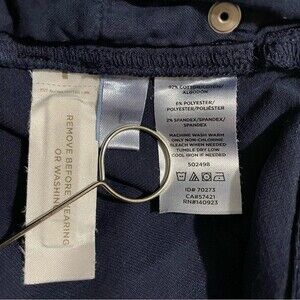 REMOVE BEFORE WEARING
OR WASHIN
92% COTTON/COTON/
ALGODÓN
6% POLYESTER/
POLYESTER/POLIÉSTER
2% SPANDEX/SPANDEX/
SPANDEX
MACHINE WASH WARM
ONLY NON-CHLORINE
BLEACH WHEN NEEDED
TUMBLE DRY LOW
COOL IRON IF NEEDED
502498
ID# 70273
CA#57421
RN#140923